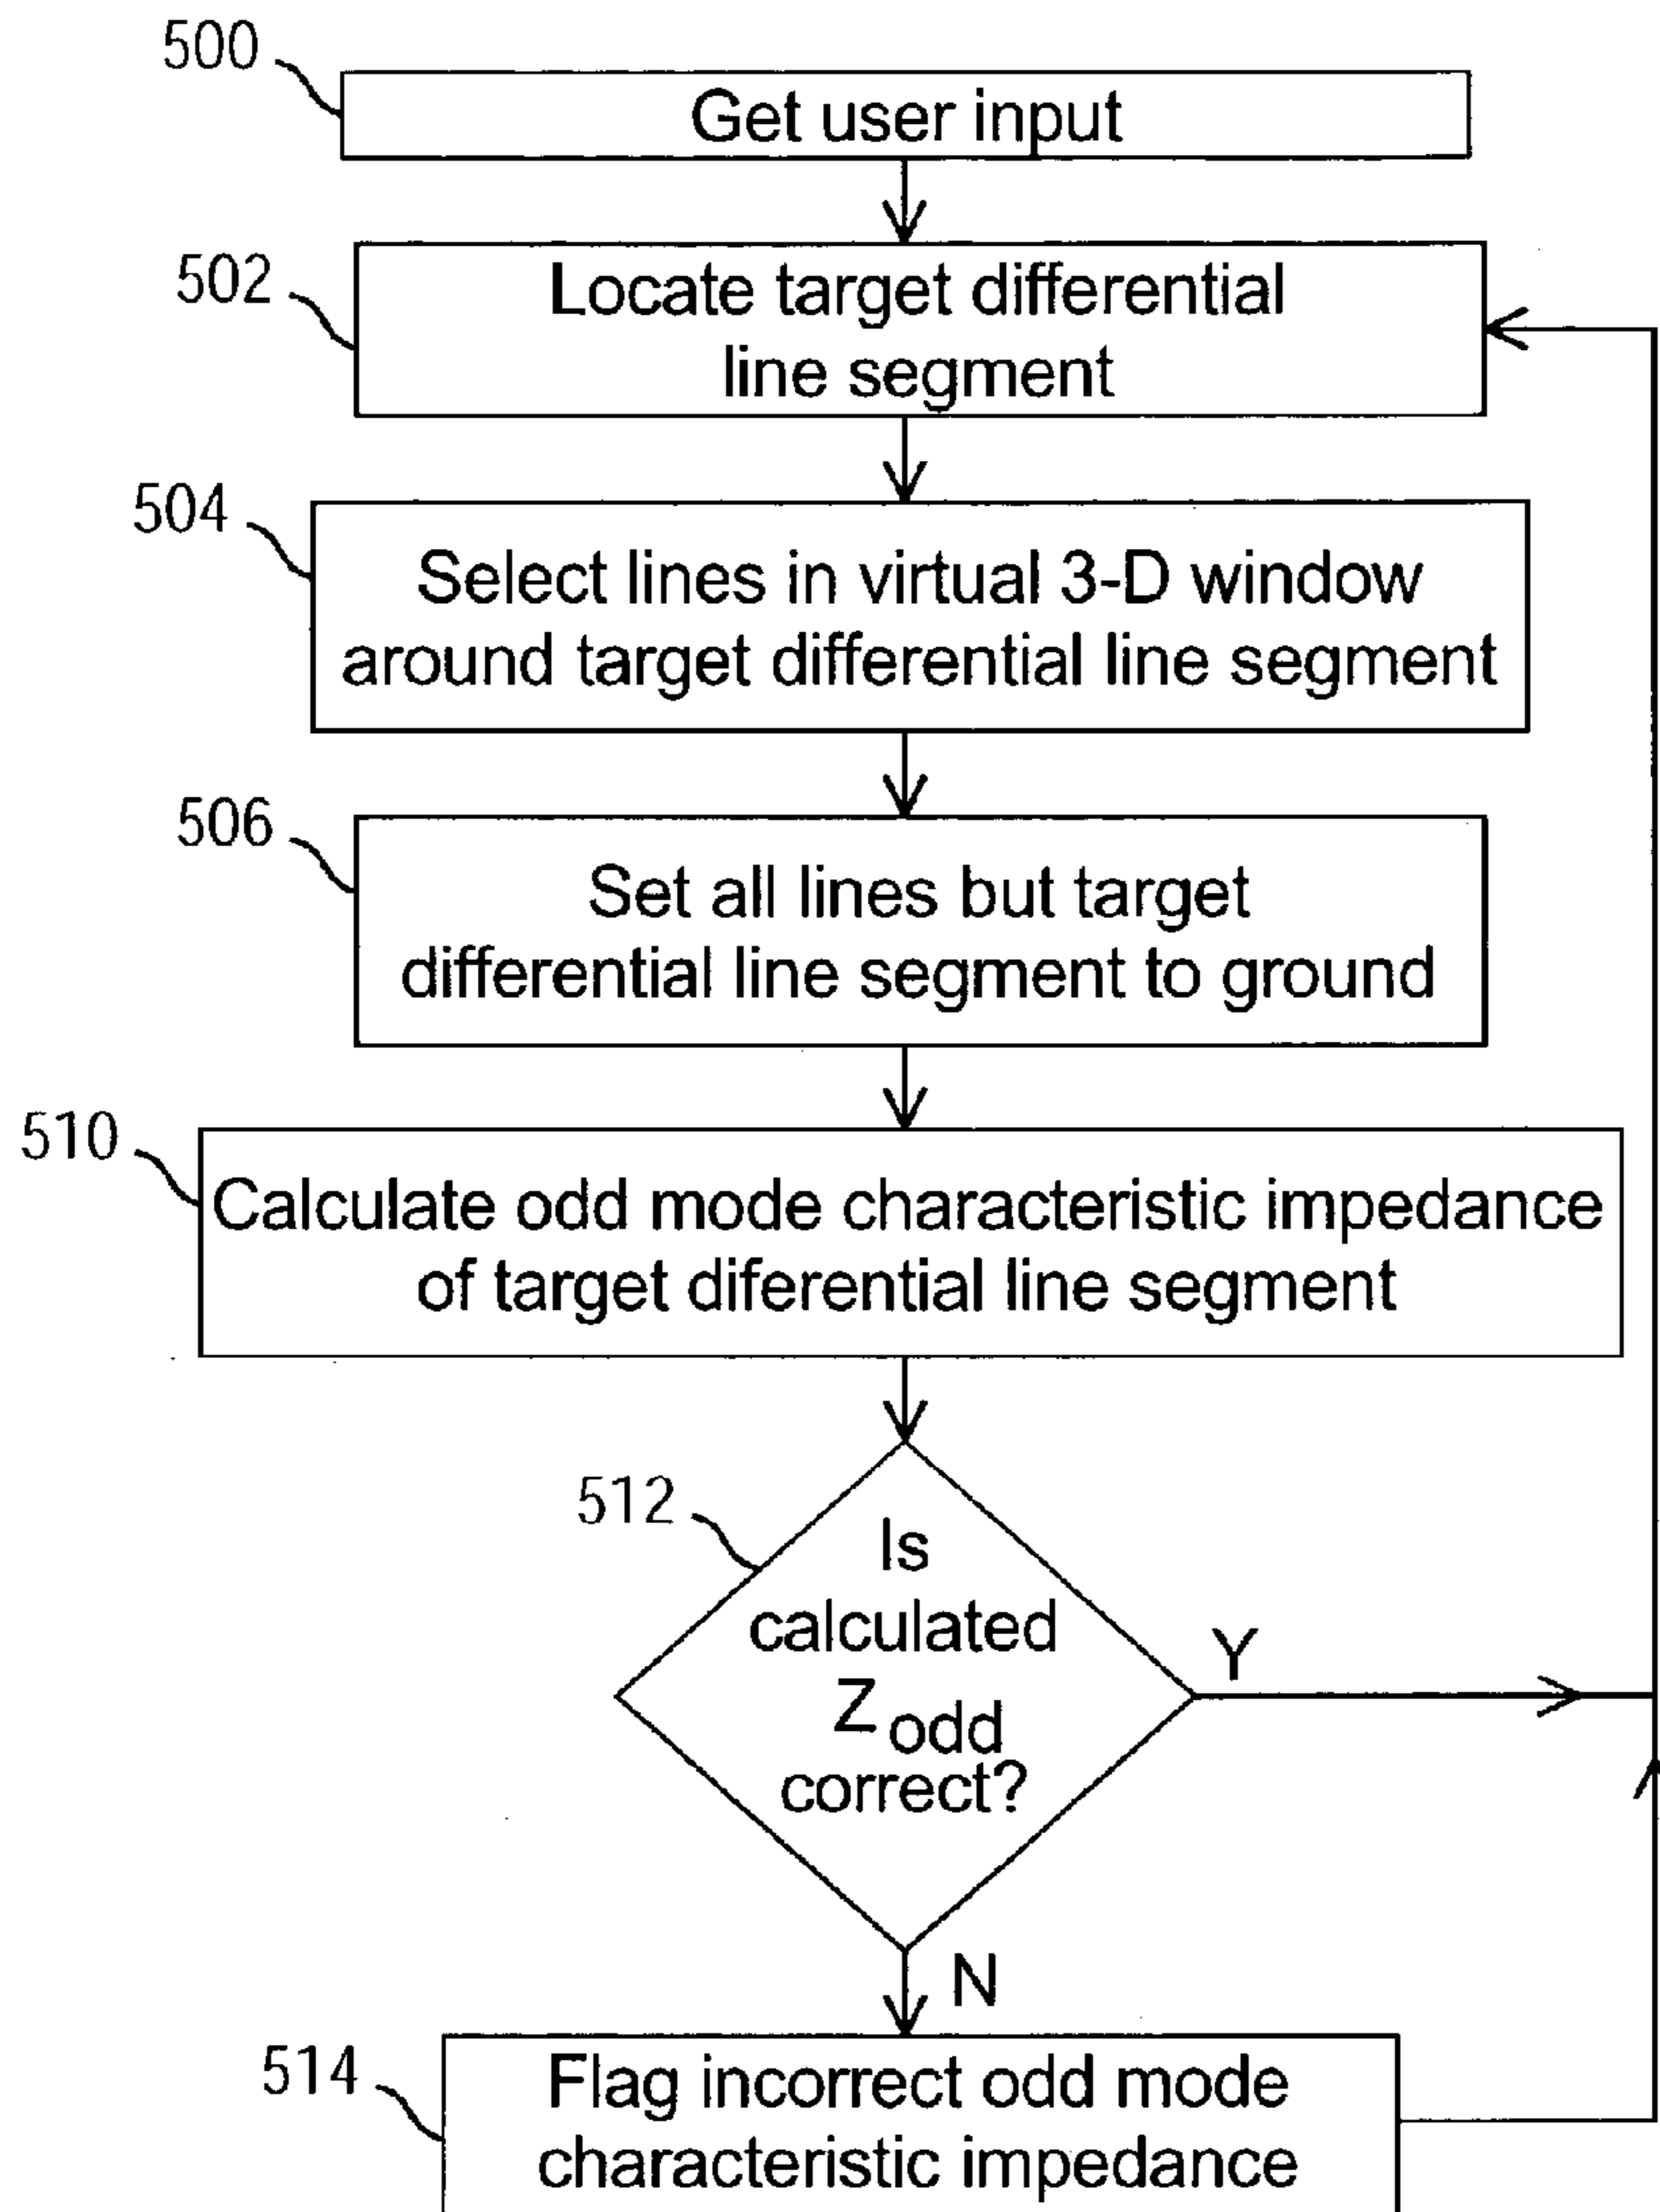 500
Get user input
502
Locate target differential
line segment
504
Select lines in virtual 3-D window
around target differential line segment
506
Set all lines but target
differential line segment to ground
510
Calculate odd mode characteristic impedance
of target diferential line segment
512
Is
calculated
Z odd
correct?
Y
N
514
Flag incorrect odd mode
characteristic impedance